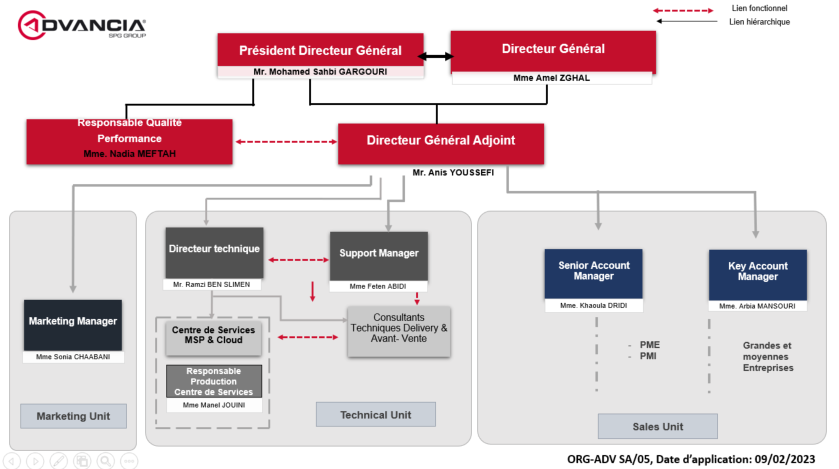 ADVANCIA
SPG GROUP
Lien fonctionnel
Lien hiérarchique
Président Directeur Général
Mr. Mohamed Sahbi GARGOURI
Directeur Général
Mme Amel ZGHAL
Responsable Qualité
Performance
Mme. Nadia MEFTAH
Directeur Général Adjoint
Mr. Anis YOUSSEFI
Directeur technique
Mr. Ramzi BEN SLIMEN
Support Manager
Mme Feten ABIDI
Senior Account
Manager
Mme. Khaoula DRIDI
Key Account
Manager
Mme. Arbia MANSOURI
Marketing Manager
Mme Sonia CHAABANI
Centre de Services
MSP & Cloud
Consultants
Techniques Delivery &
Avant- Vente
Responsable
Production
Centre de Services
Mme Manel JOUINI
- PME
- PMI
Grandes et
moyennes
Entreprises
Marketing Unit
Technical Unit
Sales Unit
ORG-ADV SA/05, Date d’application: 09/02/2023